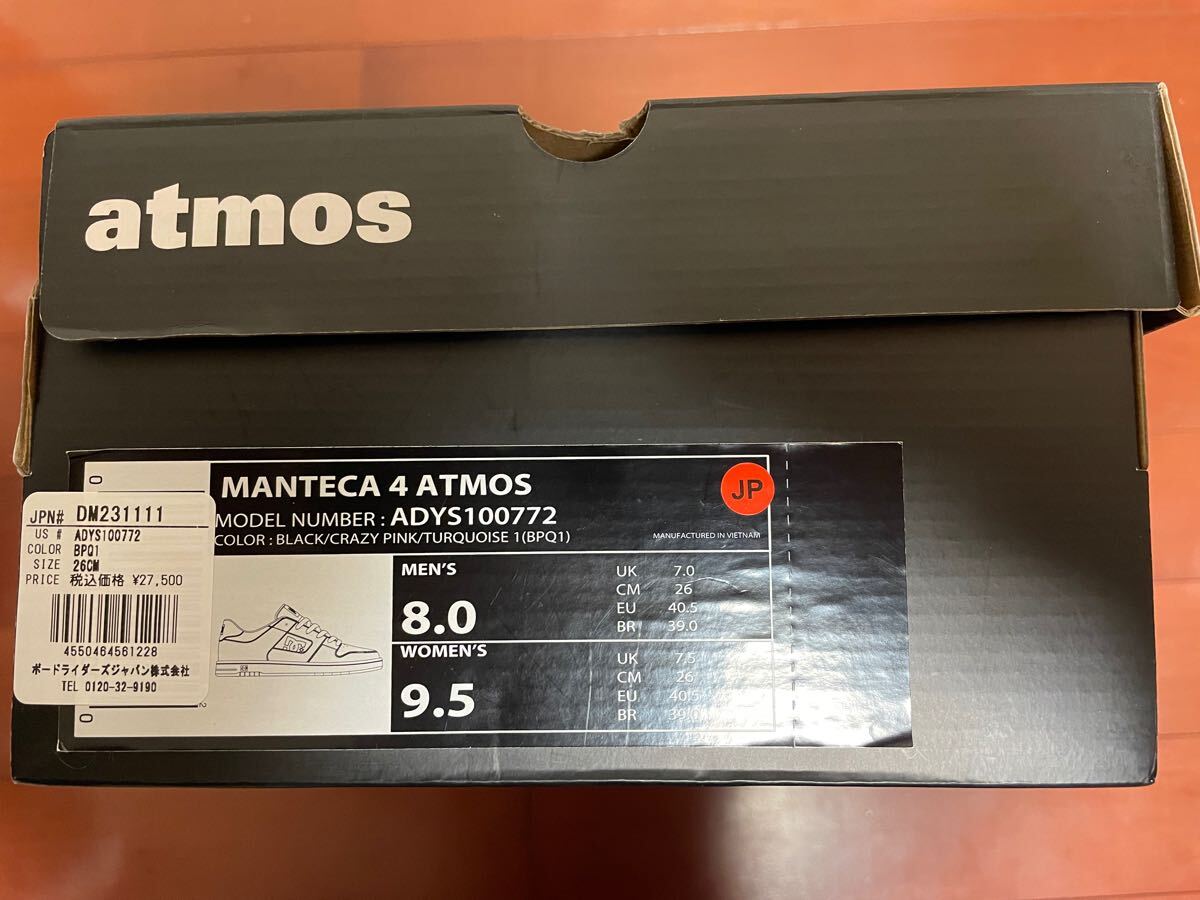 atmos
MANTECA 4 ATMOS
MODEL NUMBER : ADYS100772
COLOR : BLACK/CRAZY PINK/TURQUOISE 1(BPQ1)
JP
MANUFACTURED IN VIETNAM
MEN'S
8.0
UK 7.0
CM 26
EU 40.5
BR 39.0
WOMEN'S
9.5
UK 7.5
CM 26
EU 40.5
BR 39.0
JPN# DM231111
US # ADYS100772
COLOR BPQ1
SIZE 26CM
PRICE 税込価格 ¥27,500
4550464561228
ボードライダーズジャパン株式会社
TEL 0120-32-9190